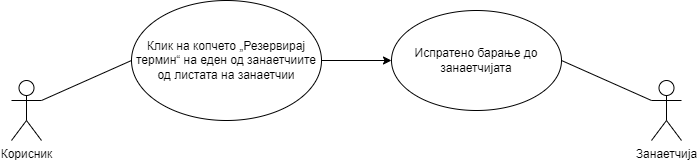 Клик на копчето „Резервирај
термин“ на еден од занаетчиите
од листата на занаетчии
Испратено барање до
занаетчијата
Корисник
Занаетчија